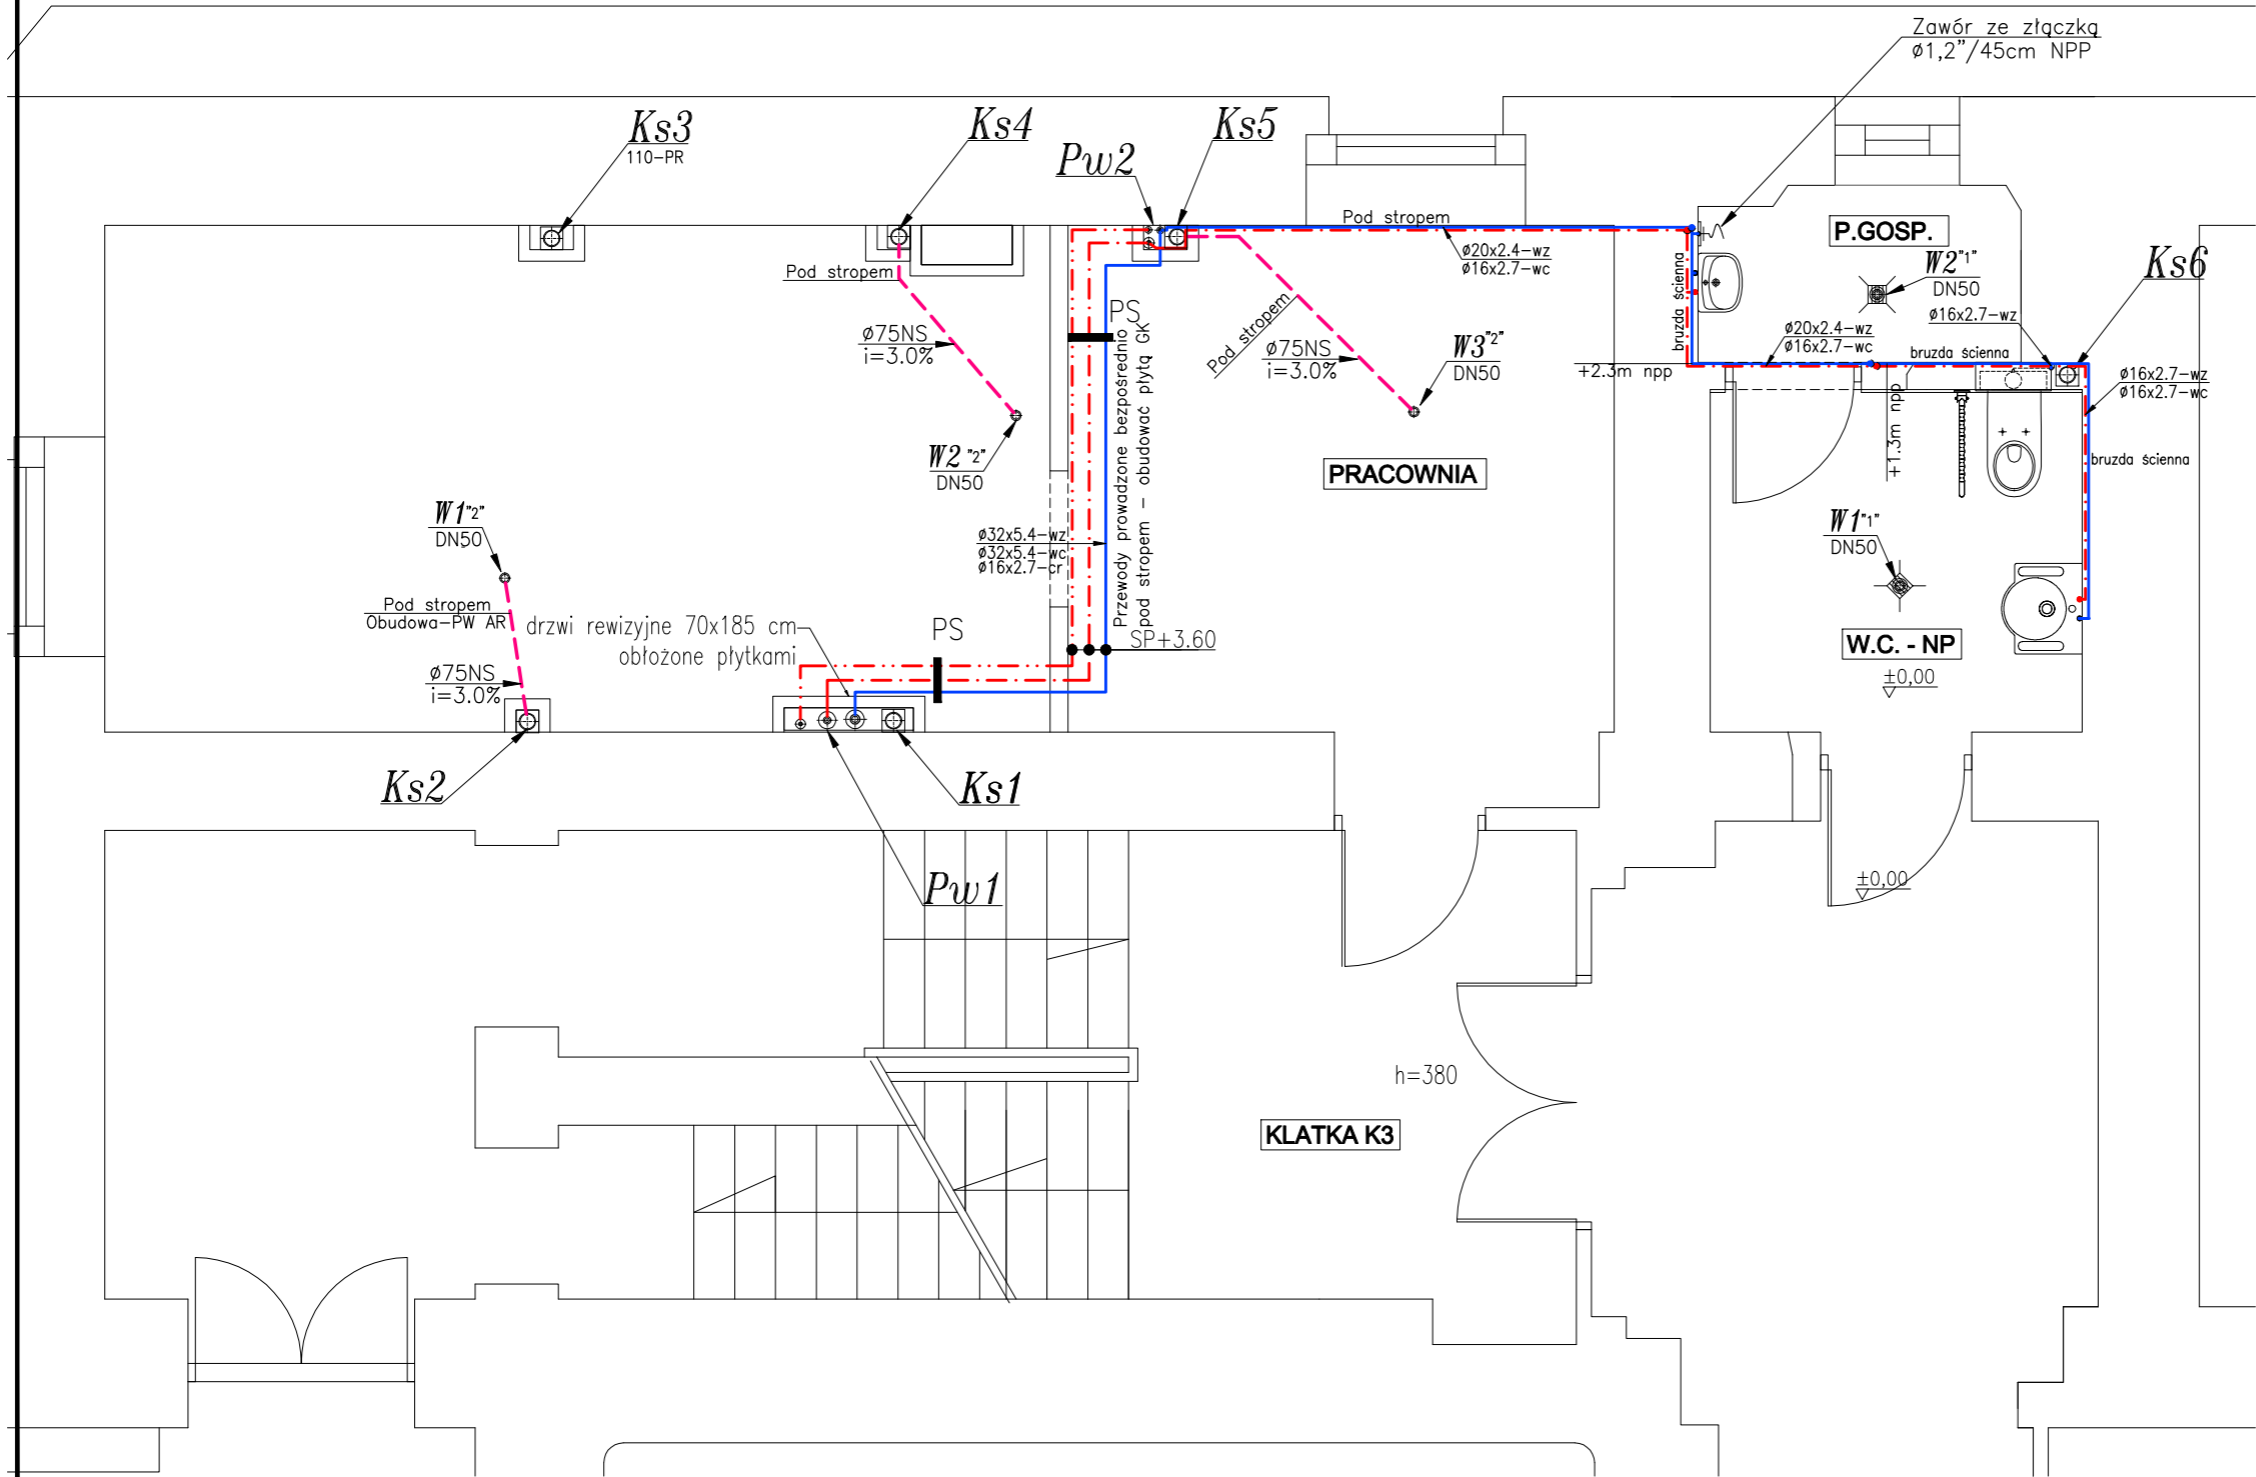 Zawór ze złączką
ø1,2"/45cm NPP
Ks3
110-PR
Ks4
Ks5
Pw2
Pod stropem
P.GOSP.
ø20x2.4-wz
ø16x2.7-wc
W2"1"
DN50
Ks6
Pod stropem
bruzda ścienna
ø16x2.7-wz
PS
ø75NS
i=3.0%
Pod stropem
ø75NS
i=3.0%
W3"2"
DN50
ø20x2.4-wz
ø16x2.7-wc
bruzda ścienna
+2.3m npp
ø16x2.7-wz
ø16x2.7-wc
+1.3m npp
bruzda ścienna
Przewody prowadzone bezpośrednio
pod stropem - obudować płytą GK
W2"2"
DN50
PRACOWNIA
W1"2"
DN50
ø32x5.4-wz
ø32x5.4-wc
ø16x2.7-cr
W1"1"
DN50
Pod stropem
Obudowa-PW AR
drzwi rewizyjne 70x185 cm
obłożone płytkami
PS
SP+3.60
W.C. - NP
±0,00
ø75NS
i=3.0%
Ks2
Ks1
Pw1
±0,00
h=380
KLATKA K3